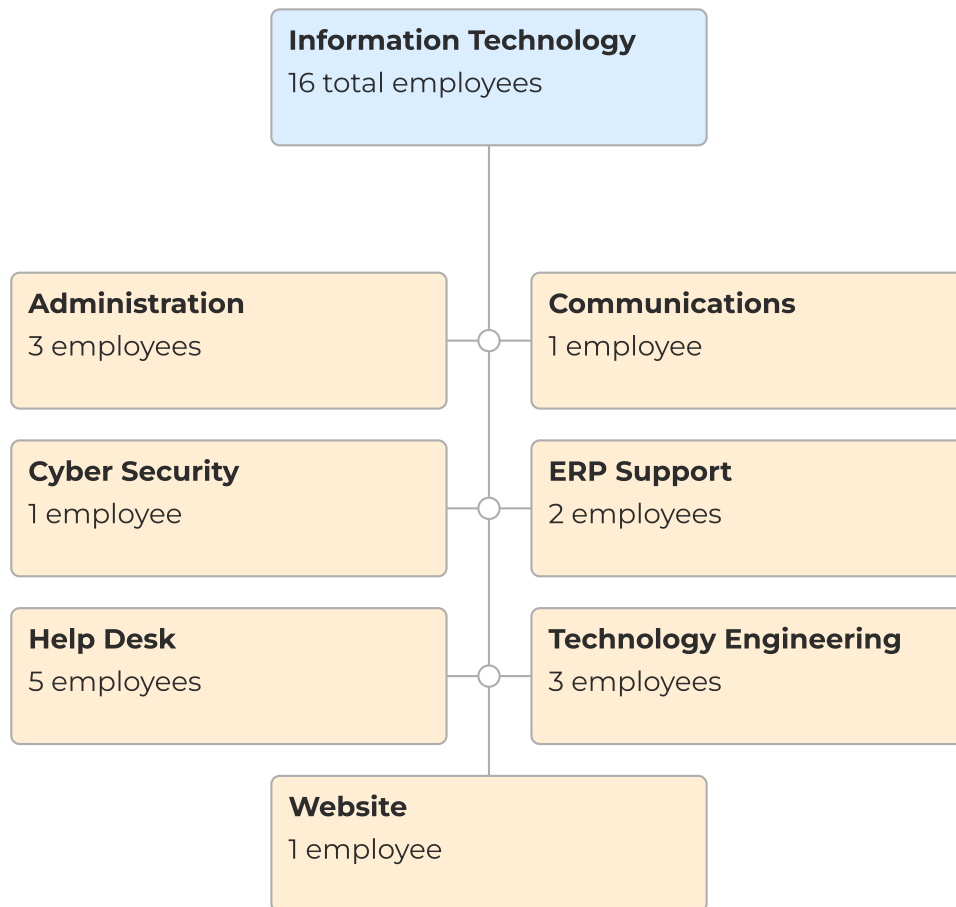 Information Technology
16 total employees
Administration
3 employees
Communications
1 employee
Cyber Security
1 employee
ERP Support
2 employees
Help Desk
5 employees
Technology Engineering
3 employees
Website
1 employee